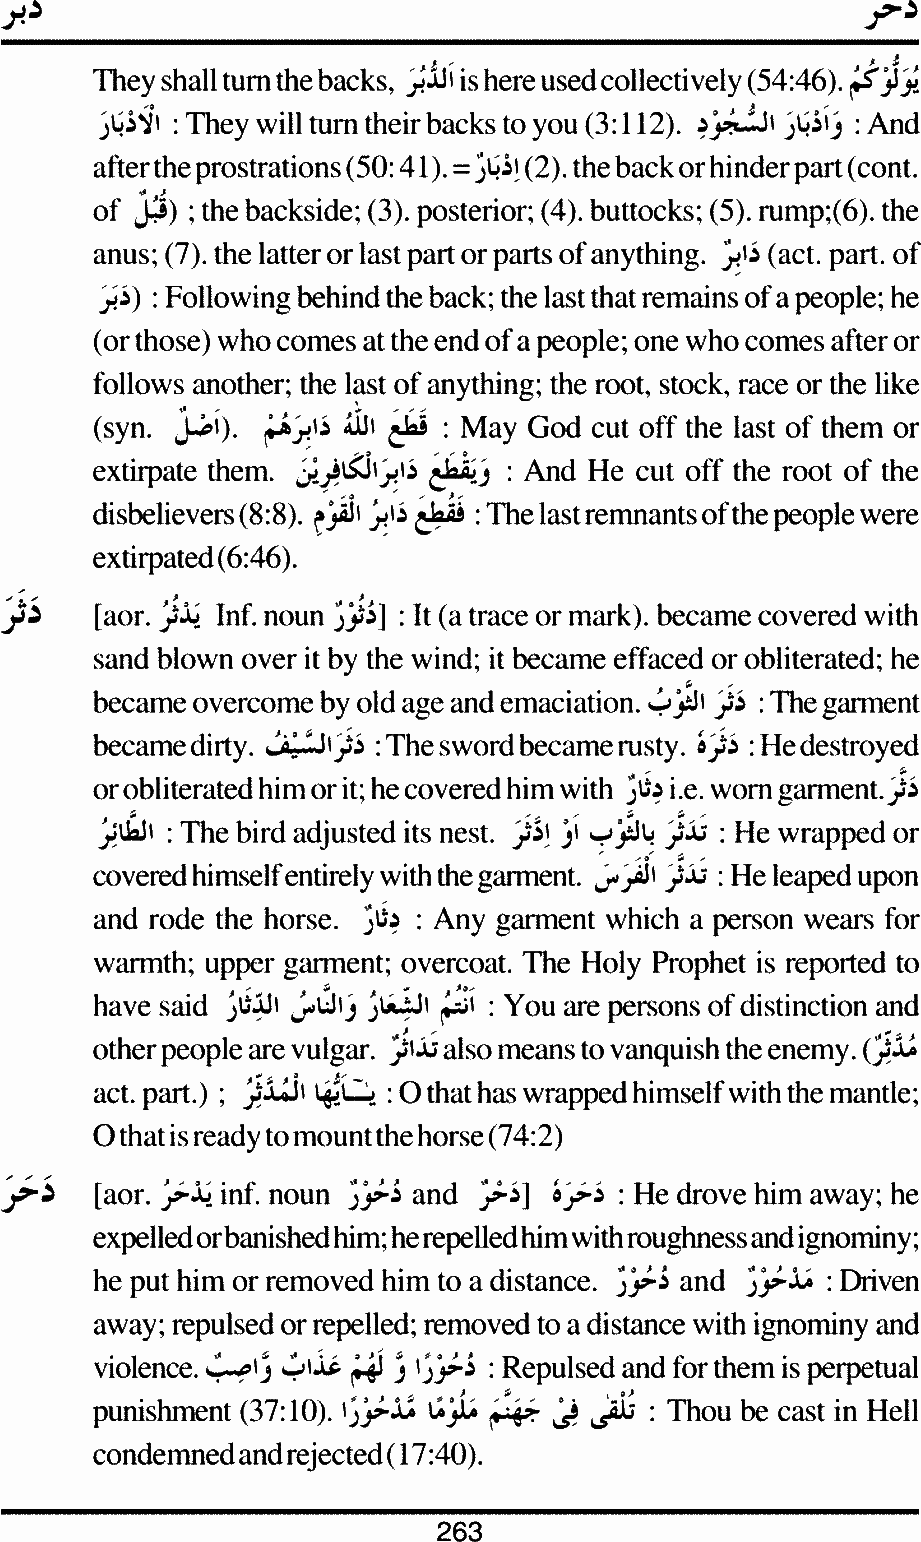 دبر دحر
They shall turn the backs, الدُّبُرَ is here used collectively (54:46). يُوَلُّوْكُمُ
الْاَدْبَارَ : They will turn their backs to you (3:112). وَاَدْبَارَ السُّجُوْدِ : And
after the prostrations (50: 41). = اِدْبَارٌ (2). the back or hinder part (cont.
of قُبُلٌ) ; the backside; (3). posterior; (4). buttocks; (5). rump;(6). the
anus; (7). the latter or last part or parts of anything. دَابِرٌ (act. part. of
دَبَرَ) : Following behind the back; the last that remains of a people; he
(or those) who comes at the end of a people; one who comes after or
follows another; the last of anything; the root, stock, race or the like
(syn. اَصْلٌ). قَطَعَ اللّٰهُ دَابِرَهُمْ : May God cut off the last of them or
extirpate them. وَيَقْطَعَ دَابِرَالْكَافِرِيْنَ : And He cut off the root of the
disbelievers (8:8). فَقُطِعَ دَابِرُ الْقَوْمِ : The last remnants of the people were
extirpated (6:46).
دَثَرَ [aor. يَدْثُرُ Inf. noun دُثُوْرٌ] : It (a trace or mark). became covered with
sand blown over it by the wind; it became effaced or obliterated; he
became overcome by old age and emaciation. دَثَرَ الثَّوْبُ : The garment
became dirty. دَثَرَالسَّيْفُ : The sword became rusty. دَثَرَهٗ : He destroyed
or obliterated him or it; he covered him with دِثَارٌ i.e. worn garment. دَثَّرَ
الطَّائِرُ : The bird adjusted its nest. تَدَثَّرَ بِالثَّوْبِ اَوْ اِدَّثَرَ : He wrapped or
covered himself entirely with the garment. تَدَثَّرَ الْفَرَسَ : He leaped upon
and rode the horse. دِثَارٌ : Any garment which a person wears for
warmth; upper garment; overcoat. The Holy Prophet is reported to
have said اَنْتُمُ الشِّعَارُ وَالنَّاسُ الدِّثَارُ : You are persons of distinction and
other people are vulgar. تَدَاثُرٌ also means to vanquish the enemy. (مُدَّثِّرٌ
act. part.) ; يٰٓاَيُّهَا الْمُدَّثِّرُ : O that has wrapped himself with the mantle;
O that is ready to mount the horse (74:2)
دَحَرَ [aor. يَدْحَرُ inf. noun دُحُوْرٌ and دَحْرٌ] دَحَرَهٗ : He drove him away; he
expelled or banished him; he repelled him with roughness and ignominy;
he put him or removed him to a distance. دُحُوْرٌ and مَدْحُوْرٌ : Driven
away; repulsed or repelled; removed to a distance with ignominy and
violence. دُحُوْرًا وَّ لَهُمْ عَذَابٌ وَّاصِبٌ : Repulsed and for them is perpetual
punishment (37:10). تُلْقٰى فِىْ جَهَنَّمَ مَلُوْمًا مَّدْحُوْرًا : Thou be cast in Hell
condemned and rejected (17:40).
263